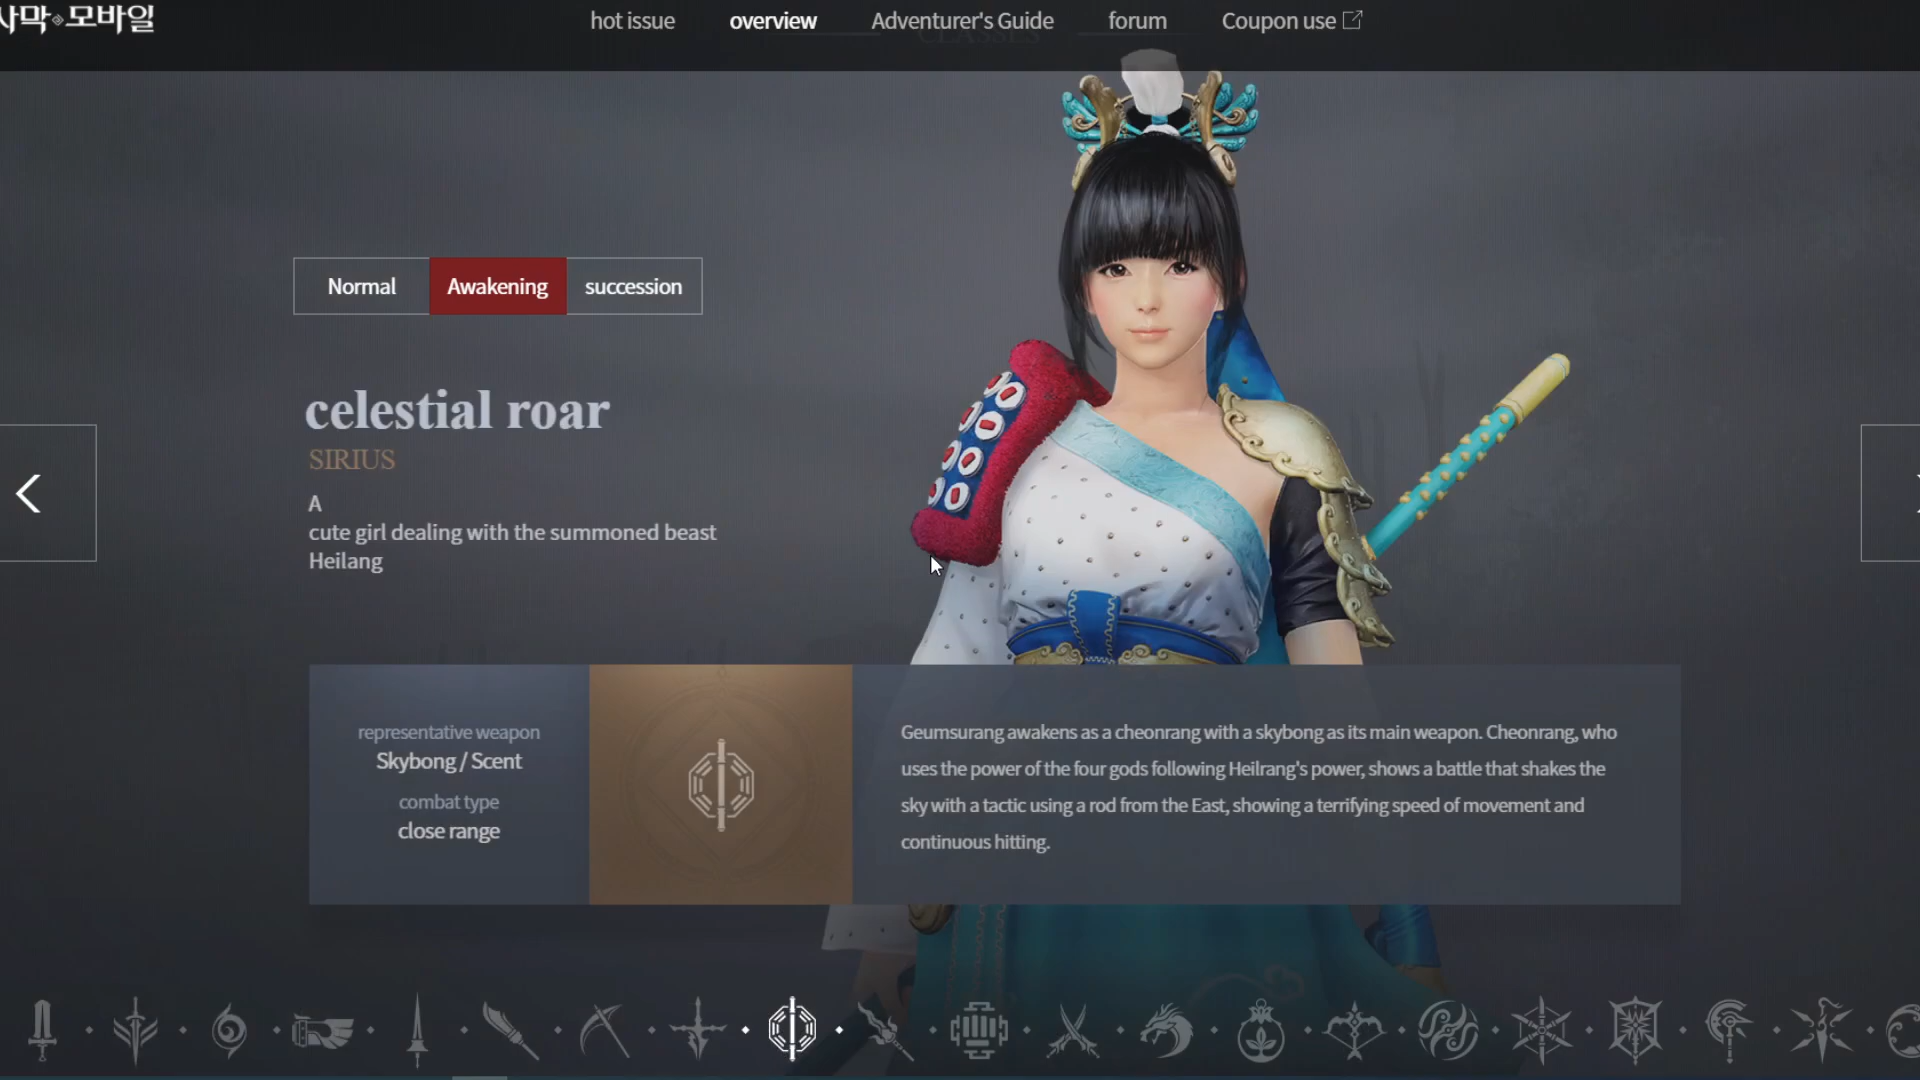 사막 모바일
hot issue
overview
Adventurer's Guide
forum
Coupon use
CLASSES
Normal
Awakening
succession
celestial roar
SIRIUS
A
cute girl dealing with the summoned beast
Heilang
representative weapon
Skybong / Scent
combat type
close range
Geumsurang awakens as a cheonrang with a skybong as its main weapon. Cheonrang, who
uses the power of the four gods following Heilrang's power, shows a battle that shakes the
sky with a tactic using a rod from the East, showing a terrifying speed of movement and
continuous hitting.